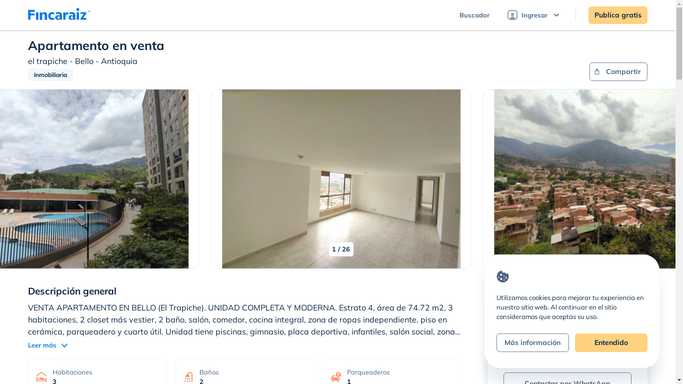 Fincaraiz
Buscador
Ingresar
Publica gratis
Apartamento en venta
el trapiche - Bello - Antioquia
Inmobiliaria
Compartir
1 / 26
Descripción general
VENTA APARTAMENTO EN BELLO (El Trapiche). UNIDAD COMPLETA Y MODERNA. Estrato 4, área de 74.72 m2, 3
habitaciones, 2 closet más vestier, 2 baño, salón, comedor, cocina integral, zona de ropas independiente. piso en
cerámica, parqueadero y cuarto útil. Unidad tiene piscinas, gimnasio, placa deportiva, infantiles, salón social, zona...
Leer más
Habitaciones
3
Baños
2
Parqueaderos
1
Utilizamos cookies para mejorar tu experiencia en
nuestro sitio web. Al continuar en el sitio
consideramos que aceptas su uso.
Más información
Entendido
Contactar por WhatsApp